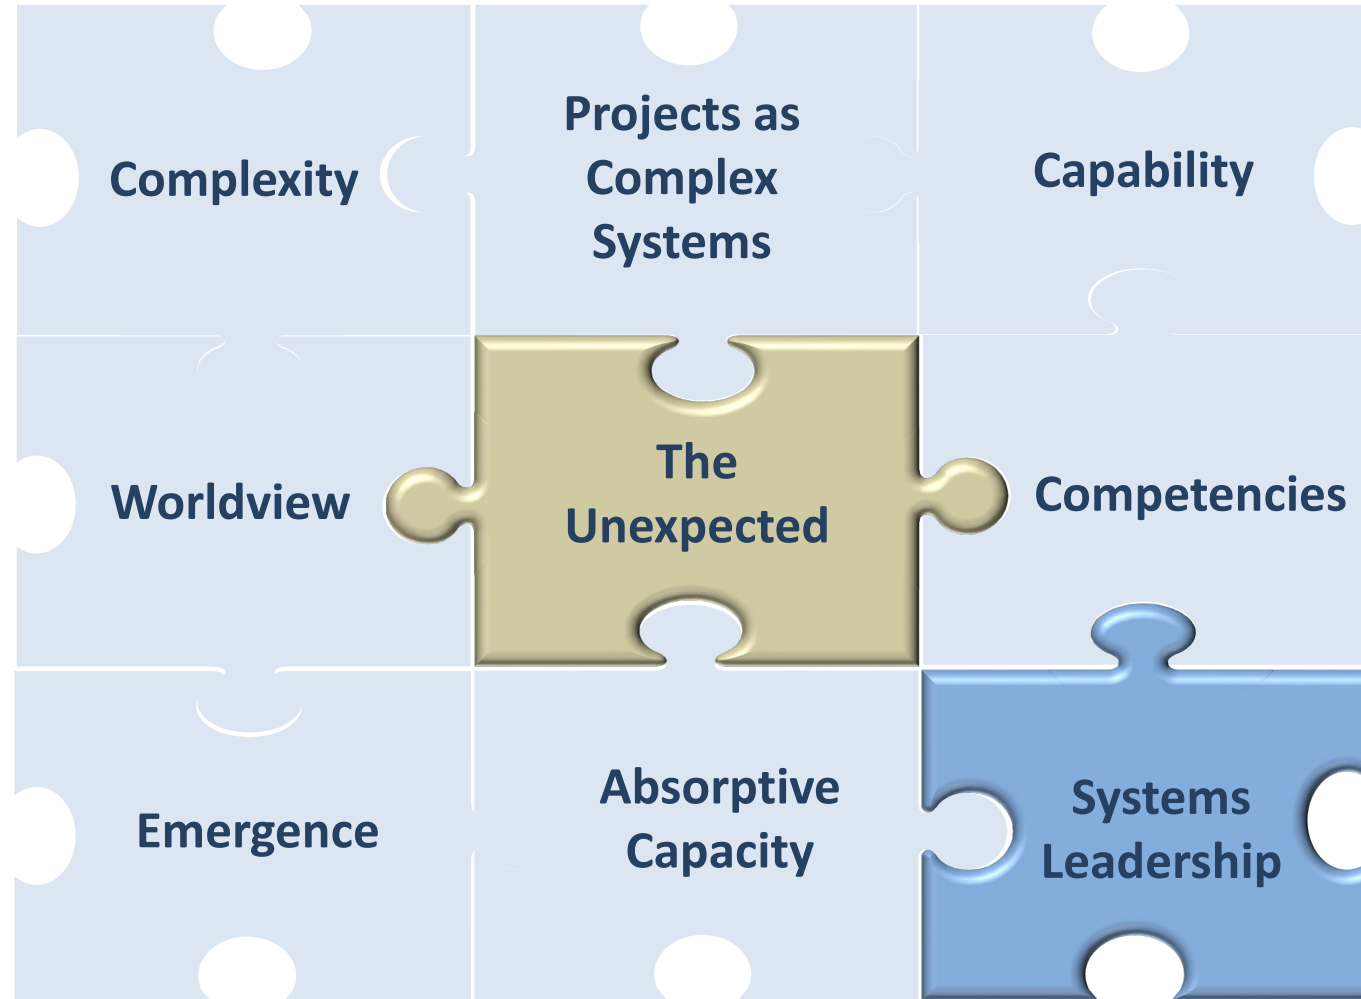 Complexity
Projects as
Complex
Systems
Capability
Worldview
The
Unexpected
Competencies
Emergence
Absorptive
Capacity
Systems
Leadership